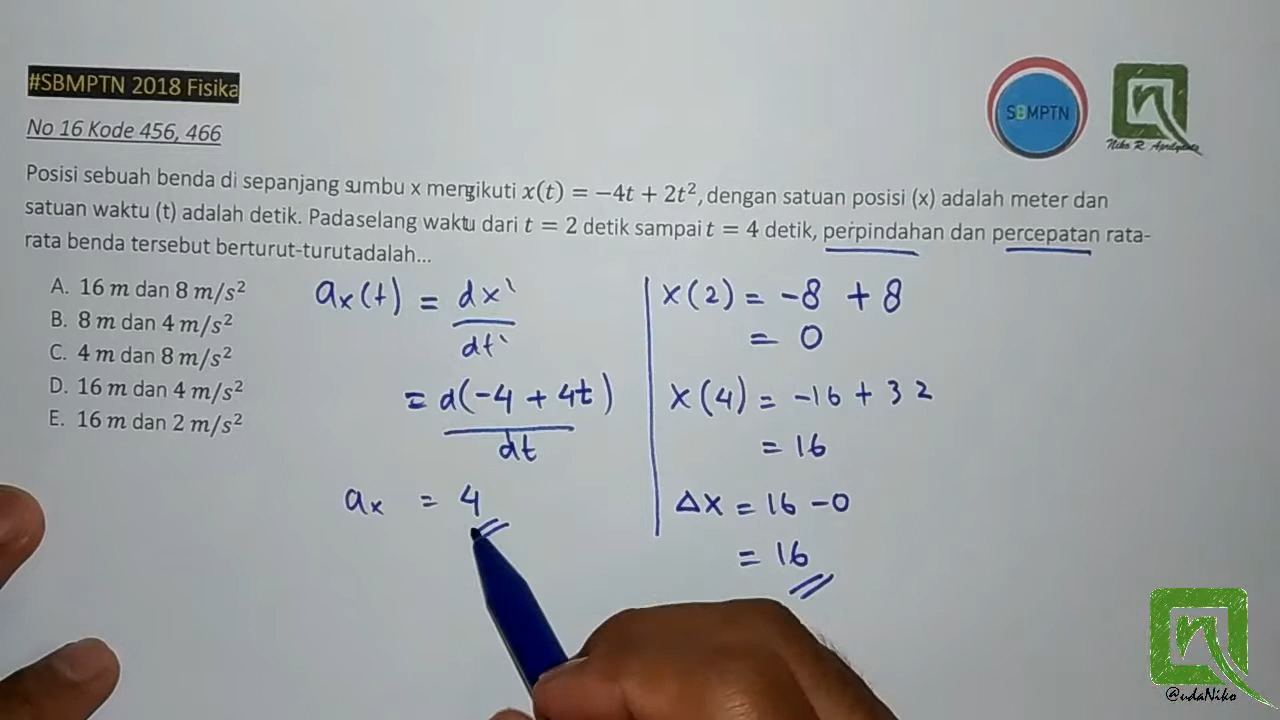 #SBMPTN 2018 Fisika
No 16 Kode 456, 466
SBMPTN
Niko R. Aprilyanto
Posisi sebuah benda di sepanjang sumbu x mengikuti x(t) = −4t + 2t², dengan satuan posisi (x) adalah meter dan
satuan waktu (t) adalah detik. Padaselang waktu dari t = 2 detik sampai t = 4 detik, perpindahan dan percepatan rata-
rata benda tersebut berturut-turutadalah...
A. 16 m dan 8 m/s²
B. 8 m dan 4 m/s²
C. 4 m dan 8 m/s²
D. 16 m dan 4 m/s²
E. 16 m dan 2 m/s²
ax(t) = dx`
dt`
= d(-4 + 4t)
dt
ax = 4
x(2) = -8 + 8
= 0
x(4) = -16 + 32
= 16
Δx = 16 - 0
= 16
@udaNiko